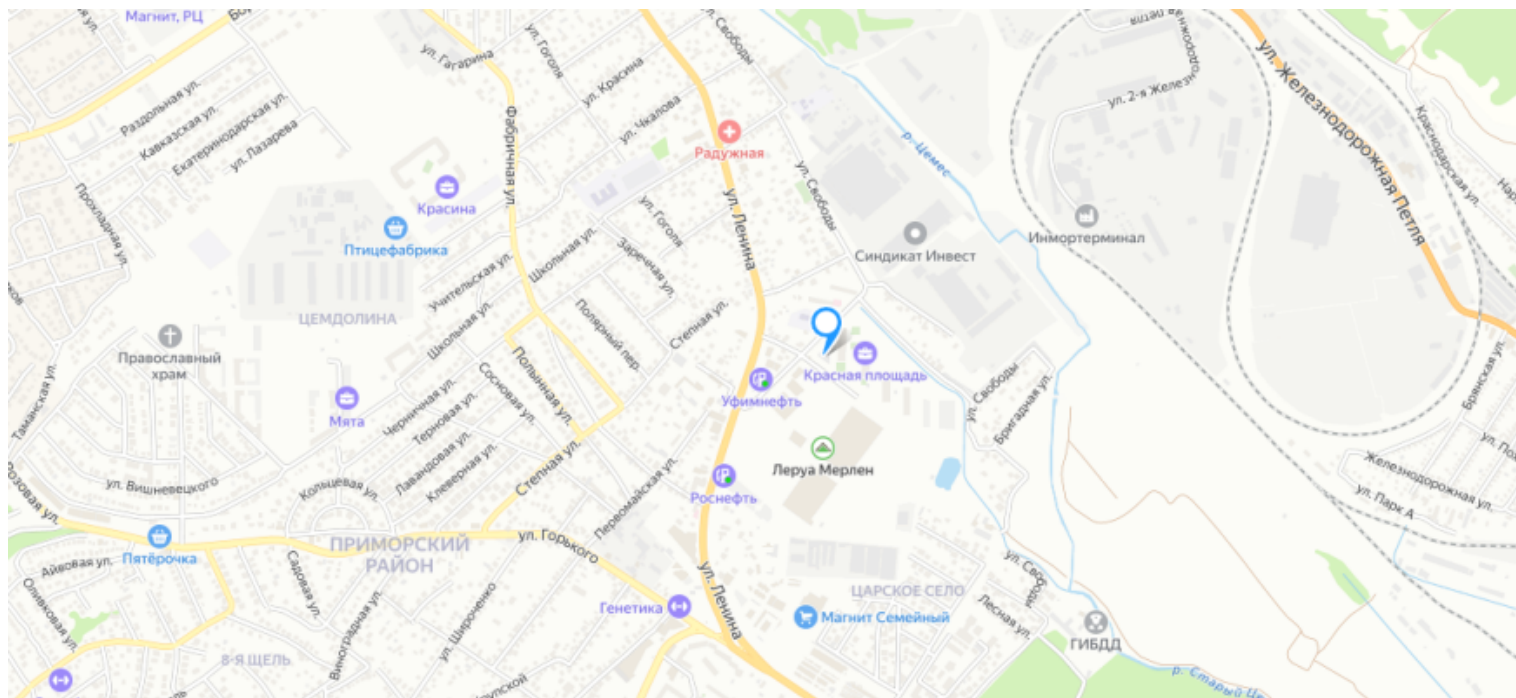 Магнит, РЦ
ул. Гагарина
ул. Гоголя
ул. Свободы
ул. Красина
ул. Чкалова
Раздольная ул.
Кавказская ул.
Екатеринодарская ул.
ул. Лазарева
Фабричная ул.
Радужная
ул. Железнодорожная Петля
Краснодарская ул.
р. Цемес
ул. Свободы
Прохладная ул.
Красина
Птицефабрика
ул. Гоголя
ул. Ленина
Школьная ул.
Заречная ул.
Учительская ул.
Синдикат Инвест
Инмортерминал
ЦЕМДОЛИНА
Полярный пер.
Степная ул.
Школьная ул.
Православный
храм
Красная площадь
Уфимнефть
Таманская ул.
Мята
Черничная ул.
Сосновая ул.
Полынная ул.
Терновая ул.
Лавандовая ул.
Клеверная ул.
Степная ул.
ул. Свободы
Бригадная ул.
Брянская ул.
Леруа Мерлен
Роснефть
Первомайская ул.
ул. Вишневецкого
Кольцевая ул.
Розовая ул.
Железнодорожная ул.
ул. Парк А
Пятёрочка
ПРИМОРСКИЙ
РАЙОН
ул. Горького
Айвовая ул.
Оливковая ул.
Садовая ул.
Виноградная ул.
ул. Широченко
ул. Ленина
Генетика
ЦАРСКОЕ СЕЛО
Магнит Семейный
Лесная ул.
ГИБДД
8-Я ЩЕЛЬ